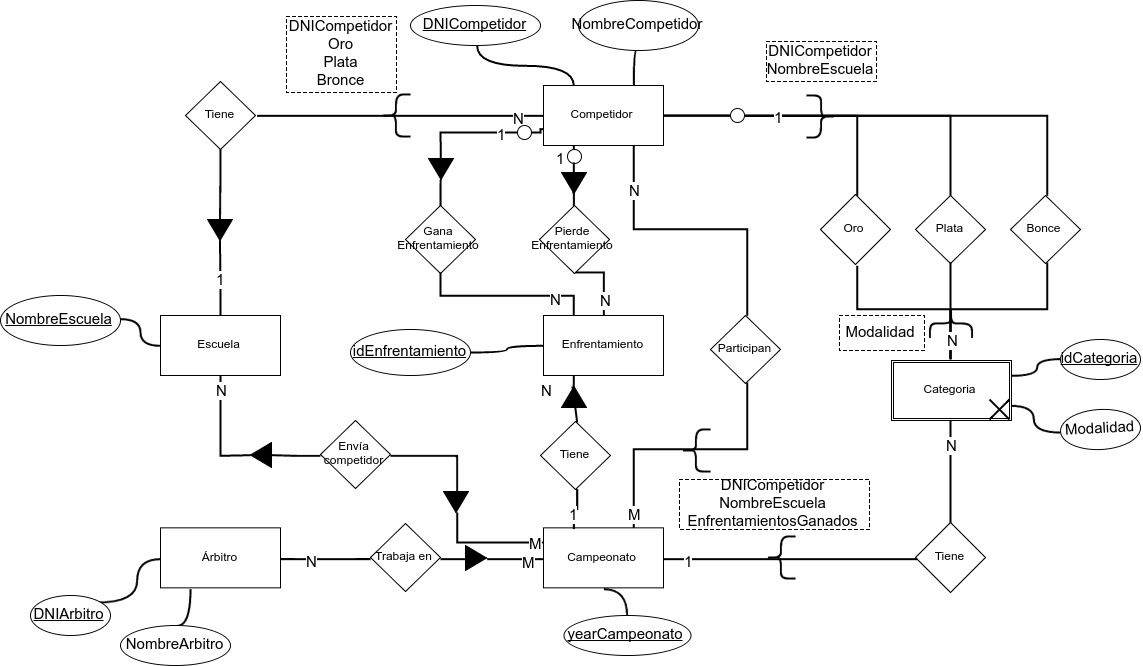 DNICompetidor
Oro
Plata
Bronce
DNICompetidor
NombreCompetidor
DNICompetidor
NombreEscuela
Tiene
N
Competidor
1
1
1
N
Gana
Enfrentamiento
Pierde
Enfrentamiento
Oro
Plata
Bonce
1
N
N
NombreEscuela
Escuela
idEnfrentamiento
Enfrentamiento
Participan
Modalidad
N
idCategoria
Categoria
Modalidad
N
N
N
Envía
competidor
Tiene
1
M
DNICompetidor
NombreEscuela
EnfrentamientosGanados
M
Árbitro
N
Trabaja en
M
Campeonato
1
Tiene
DNIArbitro
NombreArbitro
yearCampeonato